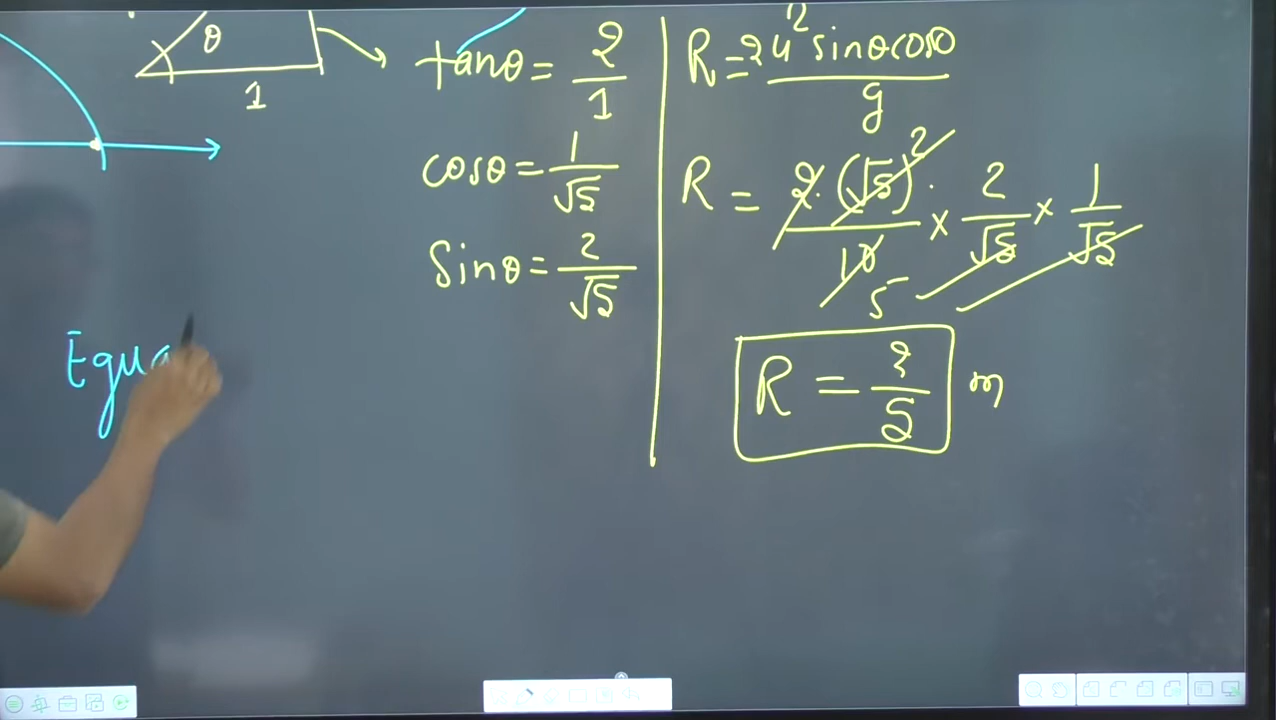 θ
1
tanθ = 2/1
cosθ = 1/√5
Sinθ = 2/√5
R = 2u² sinθcosθ / g
R = 2·(√5)²· / 10 × 2/√5 × 1/√5
5
R = 2/5 m
Equa